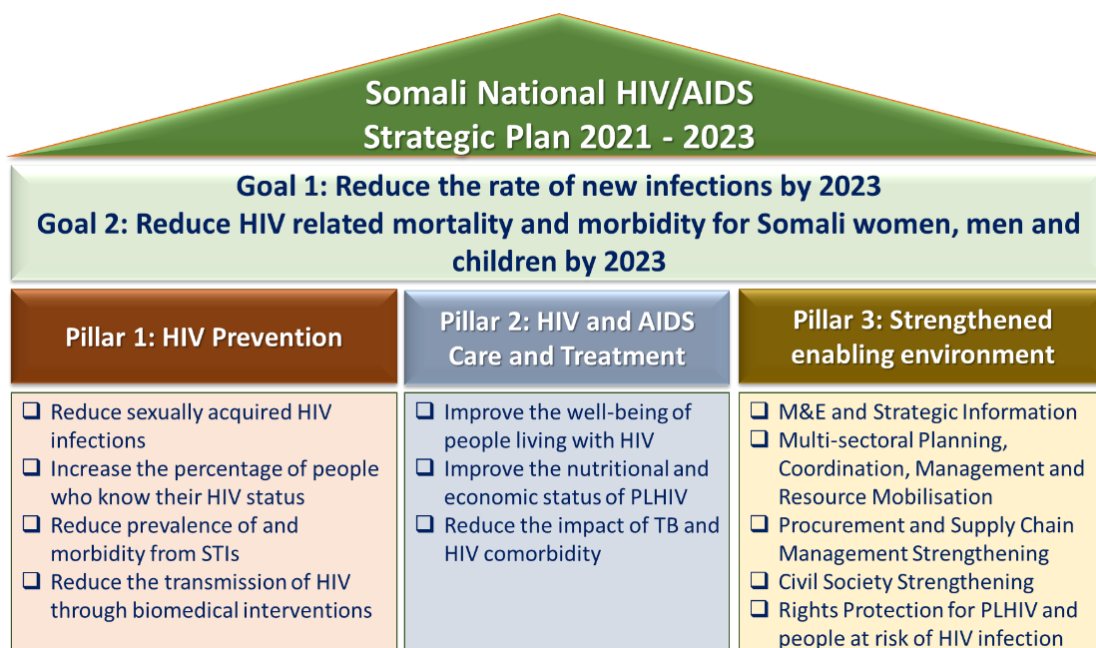 Somali National HIV/AIDS
Strategic Plan 2021 - 2023
Goal 1: Reduce the rate of new infections by 2023
Goal 2: Reduce HIV related mortality and morbidity for Somali women, men and
children by 2023
Pillar 1: HIV Prevention
❑ Reduce sexually acquired HIV
infections
❑ Increase the percentage of people
who know their HIV status
❑ Reduce prevalence of and
morbidity from STIs
❑ Reduce the transmission of HIV
through biomedical interventions
Pillar 2: HIV and AIDS
Care and Treatment
❑ Improve the well-being of
people living with HIV
❑ Improve the nutritional and
economic status of PLHIV
❑ Reduce the impact of TB and
HIV comorbidity
Pillar 3: Strengthened
enabling environment
❑ M&E and Strategic Information
❑ Multi-sectoral Planning,
Coordination, Management and
Resource Mobilisation
❑ Procurement and Supply Chain
Management Strengthening
❑ Civil Society Strengthening
❑ Rights Protection for PLHIV and
people at risk of HIV infection